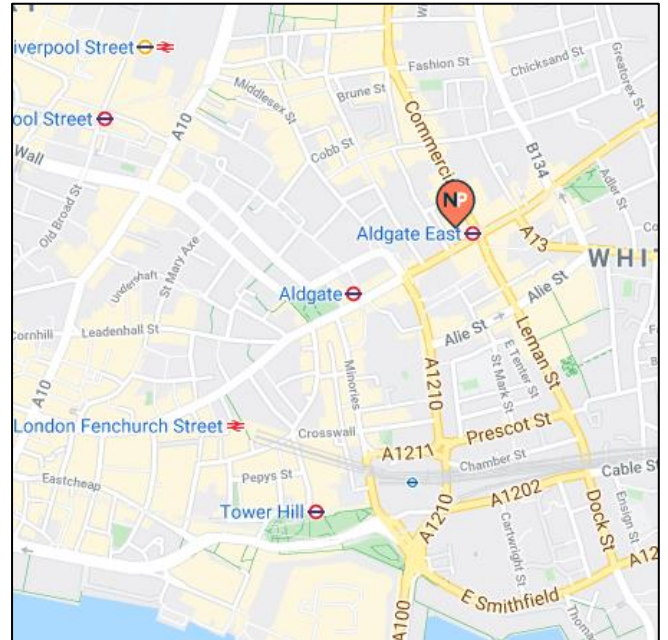 iverpool Street
Fashion St
Chicksand St
Greatorex St
Middlesex St
Brune St
ool Street
A10
Commerci
Cobb St
B134
Wall
Adler St
NP
Old Broad St
Aldgate East
A13
St Mary Axe
WHIT
Undershaft
Aldgate
Alie St
Cornhill
Leadenhall St
Alie St
Leman St
E Tenter St
St Mark St
A10
Minories
A1210
London Fenchurch Street
Crosswall
Prescot St
A1211
Chamber St
Pepys St
Cable St
Eastcheap
A1202
A1210
Tower Hill
Cartwright St
Dock St
Ensign St
A12
E Smithfield
A100
Thoma